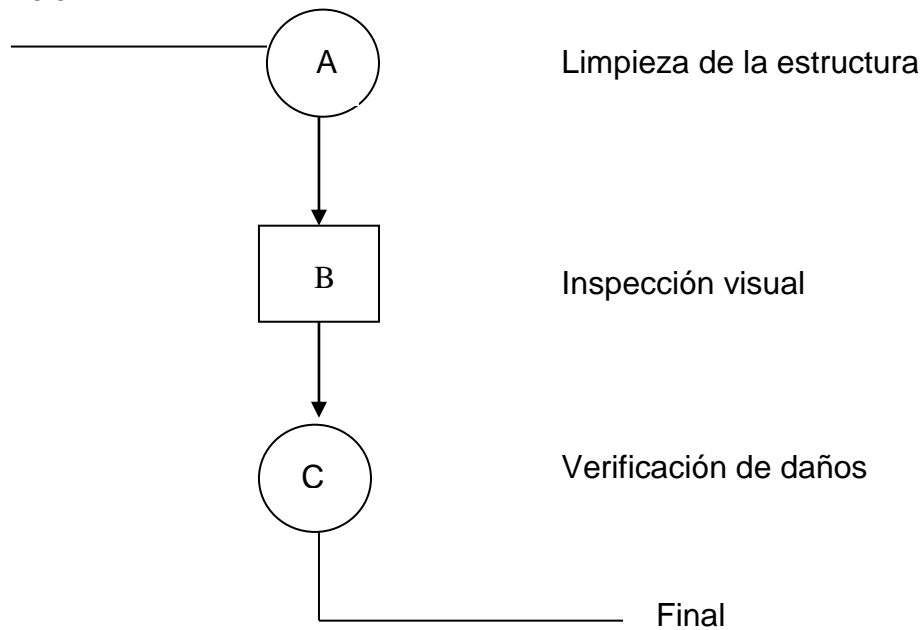 A
Limpieza de la estructura
B
Inspección visual
C
Verificación de daños
Final